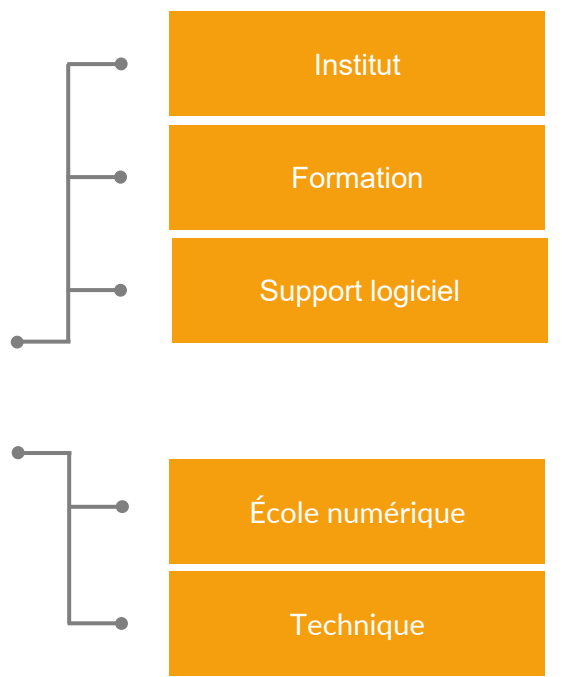 Institut
Formation
Support logiciel
École numérique
Technique